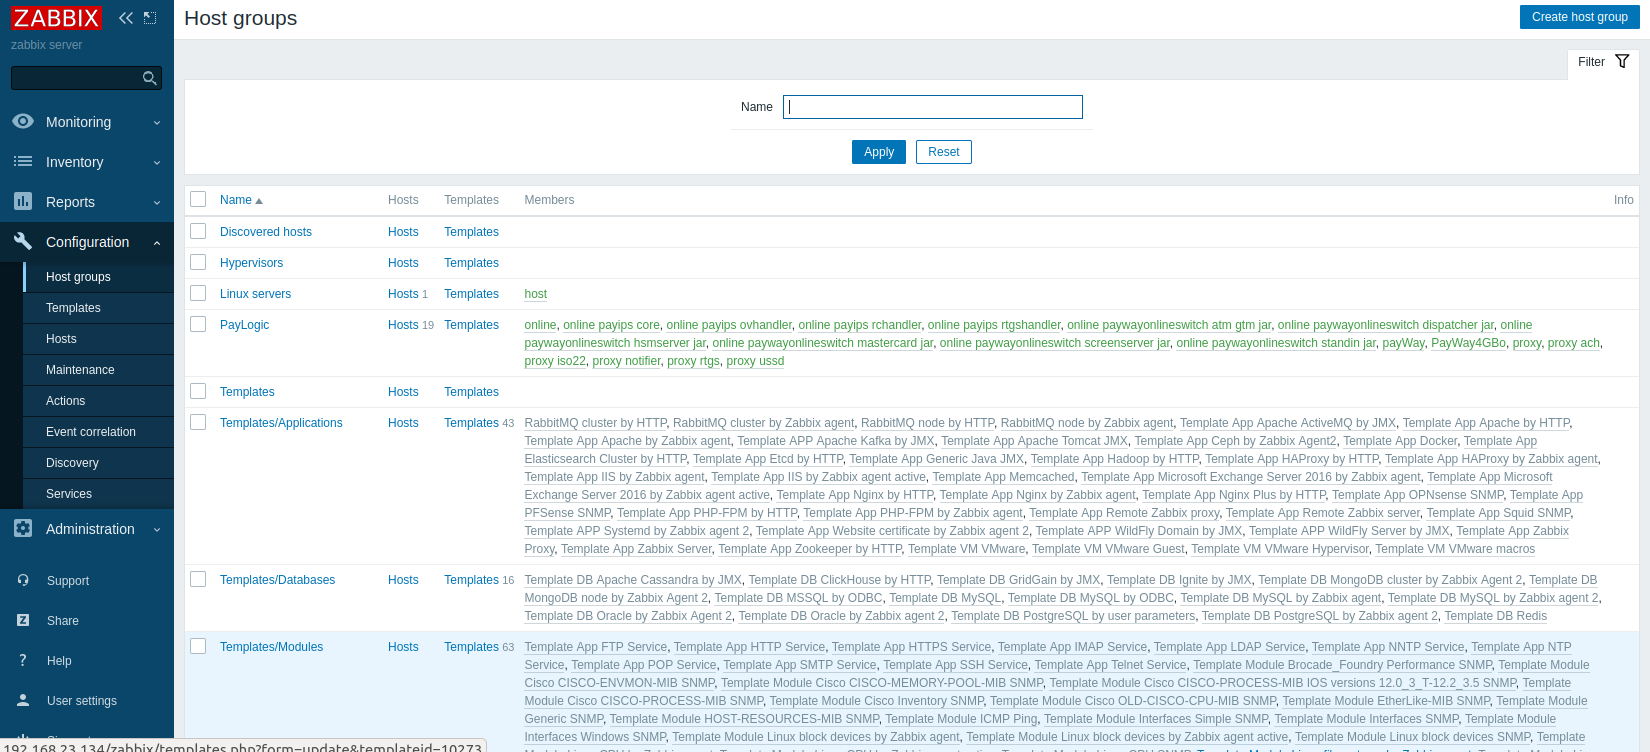 ZABBIX
zabbix server
Monitoring
Inventory
Reports
Configuration
Host groups
Templates
Hosts
Maintenance
Actions
Event correlation
Discovery
Services
Administration
Support
Share
Help
User settings
192.168.23.134/zabbix/templates.php?form=update&templateid=10273
Host groups
Create host group
Filter
Name
Apply Reset
Name Hosts Templates Members Info
Discovered hosts Hosts Templates
Hypervisors Hosts Templates
Linux servers Hosts 1 Templates host
PayLogic Hosts 19 Templates online, online payips core, online payips ovhandler, online payips rchandler, online payips rtgshandler, online paywayonlineswitch atm gtm jar, online paywayonlineswitch dispatcher jar, online
paywayonlineswitch hsmserver jar, online paywayonlineswitch mastercard jar, online paywayonlineswitch screenserver jar, online paywayonlineswitch standin jar, payWay, PayWay4GBo, proxy, proxy ach,
proxy iso22, proxy notifier, proxy rtgs, proxy ussd
Templates Hosts Templates
Templates/Applications Hosts Templates 43 RabbitMQ cluster by HTTP, RabbitMQ cluster by Zabbix agent, RabbitMQ node by HTTP, RabbitMQ node by Zabbix agent, Template App Apache ActiveMQ by JMX, Template App Apache by HTTP,
Template App Apache by Zabbix agent, Template APP Apache Kafka by JMX, Template App Apache Tomcat JMX, Template App Ceph by Zabbix Agent2, Template App Docker, Template App
Elasticsearch Cluster by HTTP, Template App Etcd by HTTP, Template App Generic Java JMX, Template App Hadoop by HTTP, Template App HAProxy by HTTP, Template App HAProxy by Zabbix agent,
Template App IIS by Zabbix agent, Template App IIS by Zabbix agent active, Template App Memcached, Template App Microsoft Exchange Server 2016 by Zabbix agent, Template App Microsoft
Exchange Server 2016 by Zabbix agent active, Template App Nginx by HTTP, Template App Nginx by Zabbix agent, Template App Nginx Plus by HTTP, Template App OPNsense SNMP, Template App
PFSense SNMP, Template App PHP-FPM by HTTP, Template App PHP-FPM by Zabbix agent, Template App Remote Zabbix proxy, Template App Remote Zabbix server, Template App Squid SNMP,
Template APP Systemd by Zabbix agent 2, Template App Website certificate by Zabbix agent 2, Template APP WildFly Domain by JMX, Template APP WildFly Server by JMX, Template App Zabbix
Proxy, Template App Zabbix Server, Template App Zookeeper by HTTP, Template VM VMware, Template VM VMware Guest, Template VM VMware Hypervisor, Template VM VMware macros
Templates/Databases Hosts Templates 16 Template DB Apache Cassandra by JMX, Template DB ClickHouse by HTTP, Template DB GridGain by JMX, Template DB Ignite by JMX, Template DB MongoDB cluster by Zabbix Agent 2, Template DB
MongoDB node by Zabbix Agent 2, Template DB MSSQL by ODBC, Template DB MySQL, Template DB MySQL by ODBC, Template DB MySQL by Zabbix agent, Template DB MySQL by Zabbix agent 2,
Template DB Oracle by Zabbix Agent 2, Template DB Oracle by Zabbix agent 2, Template DB PostgreSQL by user parameters, Template DB PostgreSQL by Zabbix agent 2, Template DB Redis
Templates/Modules Hosts Templates 63 Template App FTP Service, Template App HTTP Service, Template App HTTPS Service, Template App IMAP Service, Template App LDAP Service, Template App NNTP Service, Template App NTP
Service, Template App POP Service, Template App SMTP Service, Template App SSH Service, Template App Telnet Service, Template Module Brocade_Foundry Performance SNMP, Template Module
Cisco CISCO-ENVMON-MIB SNMP, Template Module Cisco CISCO-MEMORY-POOL-MIB SNMP, Template Module Cisco CISCO-PROCESS-MIB IOS versions 12.0_3_T-12.2_3.5 SNMP, Template
Module Cisco CISCO-PROCESS-MIB SNMP, Template Module Cisco Inventory SNMP, Template Module Cisco OLD-CISCO-CPU-MIB SNMP, Template Module EtherLike-MIB SNMP, Template Module
Generic SNMP, Template Module HOST-RESOURCES-MIB SNMP, Template Module ICMP Ping, Template Module Interfaces Simple SNMP, Template Module Interfaces SNMP, Template Module
Interfaces Windows SNMP, Template Module Linux block devices by Zabbix agent, Template Module Linux block devices by Zabbix agent active, Template Module Linux block devices SNMP, Template